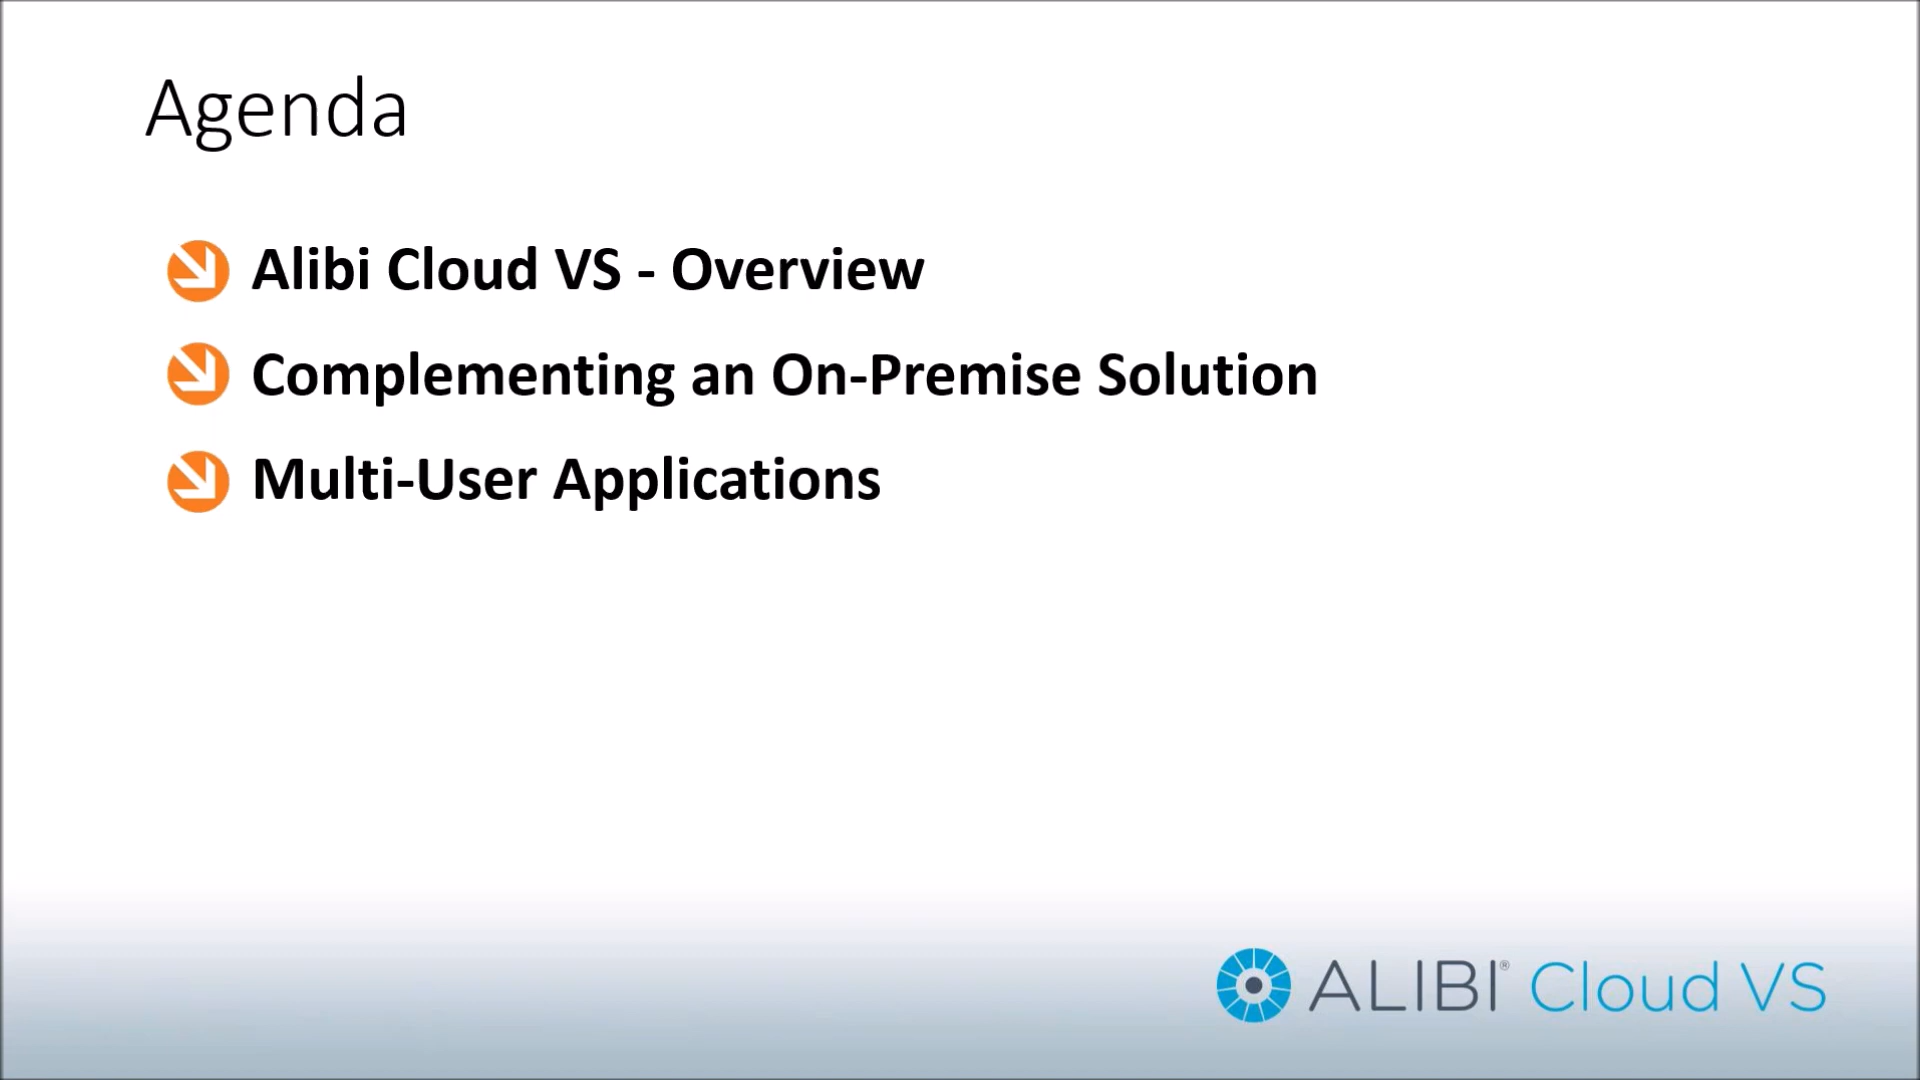 Agenda
Alibi Cloud VS - Overview
Complementing an On-Premise Solution
Multi-User Applications
ALIBI® Cloud VS